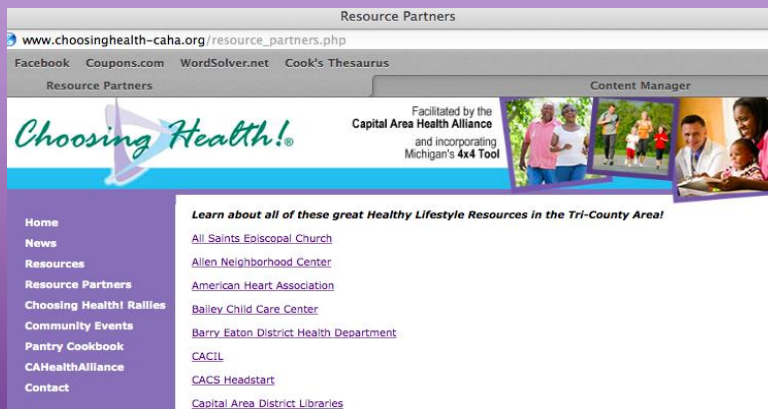 Resource Partners
www.choosinghealth-caha.org/resource_partners.php
Facebook Coupons.com WordSolver.net Cook's Thesaurus
Resource Partners Content Manager
Choosing Health!®
Facilitated by the
Capital Area Health Alliance
and incorporating
Michigan's 4x4 Tool
Home
News
Resources
Resource Partners
Choosing Health! Rallies
Community Events
Pantry Cookbook
CAHealthAlliance
Contact
Learn about all of these great Healthy Lifestyle Resources in the Tri-County Area!
All Saints Episcopal Church
Allen Neighborhood Center
American Heart Association
Bailey Child Care Center
Barry Eaton District Health Department
CACIL
CACS Headstart
Capital Area District Libraries